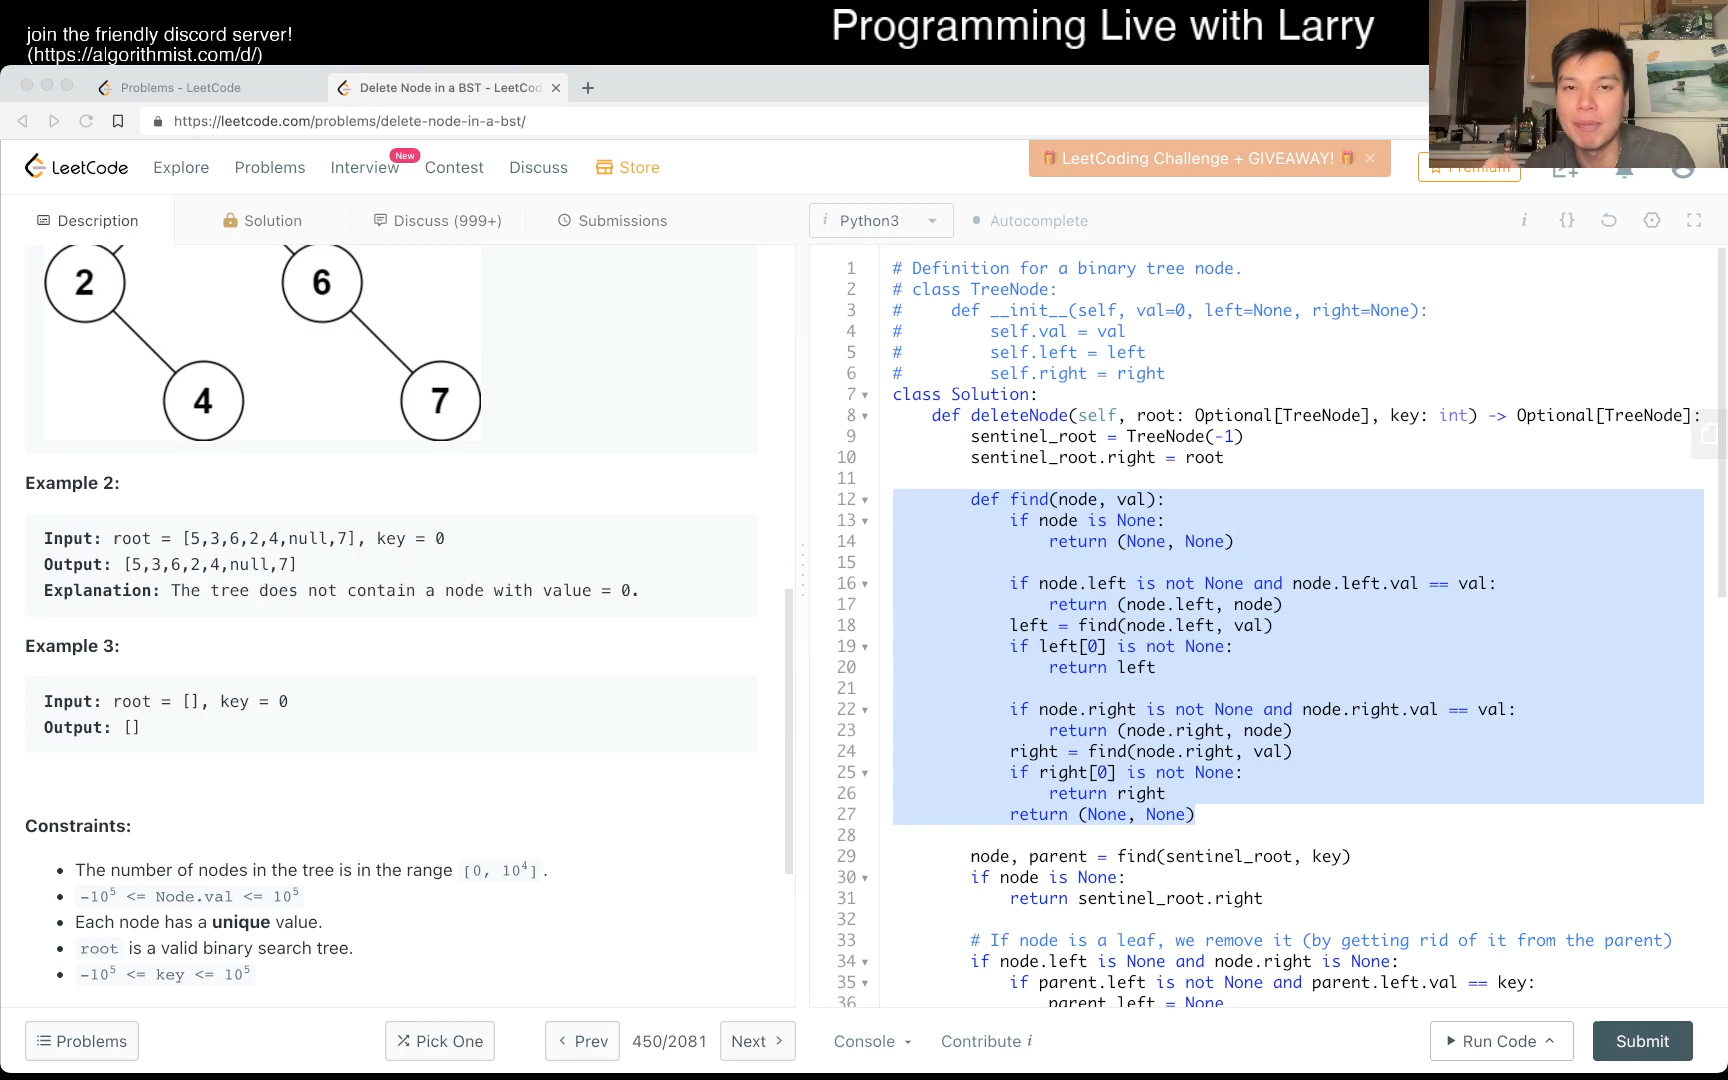 join the friendly discord server!
(https://algorithmist.com/d/)
Programming Live with Larry
Problems - LeetCode
Delete Node in a BST - LeetCoo
https://leetcode.com/problems/delete-node-in-a-bst/
LeetCode
Explore
Problems
Interview
New
Contest
Discuss
Store
LeetCoding Challenge + GIVEAWAY!
Premium
Description
Solution
Discuss (999+)
Submissions
i Python3
Autocomplete
2
6
4
7
Example 2:
Input: root = [5,3,6,2,4,null,7], key = 0
Output: [5,3,6,2,4,null,7]
Explanation: The tree does not contain a node with value = 0.
Example 3:
Input: root = [], key = 0
Output: []
Constraints:
• The number of nodes in the tree is in the range [0, 10⁴].
• -10⁵ <= Node.val <= 10⁵
• Each node has a unique value.
• root is a valid binary search tree.
• -10⁵ <= key <= 10⁵
1 # Definition for a binary tree node.
2 # class TreeNode:
3 #     def __init__(self, val=0, left=None, right=None):
4 #         self.val = val
5 #         self.left = left
6 #         self.right = right
7 class Solution:
8     def deleteNode(self, root: Optional[TreeNode], key: int) -> Optional[TreeNode]:
9         sentinel_root = TreeNode(-1)
10         sentinel_root.right = root
11
12         def find(node, val):
13             if node is None:
14                 return (None, None)
15
16             if node.left is not None and node.left.val == val:
17                 return (node.left, node)
18             left = find(node.left, val)
19             if left[0] is not None:
20                 return left
21
22             if node.right is not None and node.right.val == val:
23                 return (node.right, node)
24             right = find(node.right, val)
25             if right[0] is not None:
26                 return right
27             return (None, None)
28
29         node, parent = find(sentinel_root, key)
30         if node is None:
31             return sentinel_root.right
32
33         # If node is a leaf, we remove it (by getting rid of it from the parent)
34         if node.left is None and node.right is None:
35             if parent.left is not None and parent.left.val == key:
36                 parent.left = None
Problems
Pick One
Prev
450/2081
Next
Console
Contribute i
Run Code
Submit